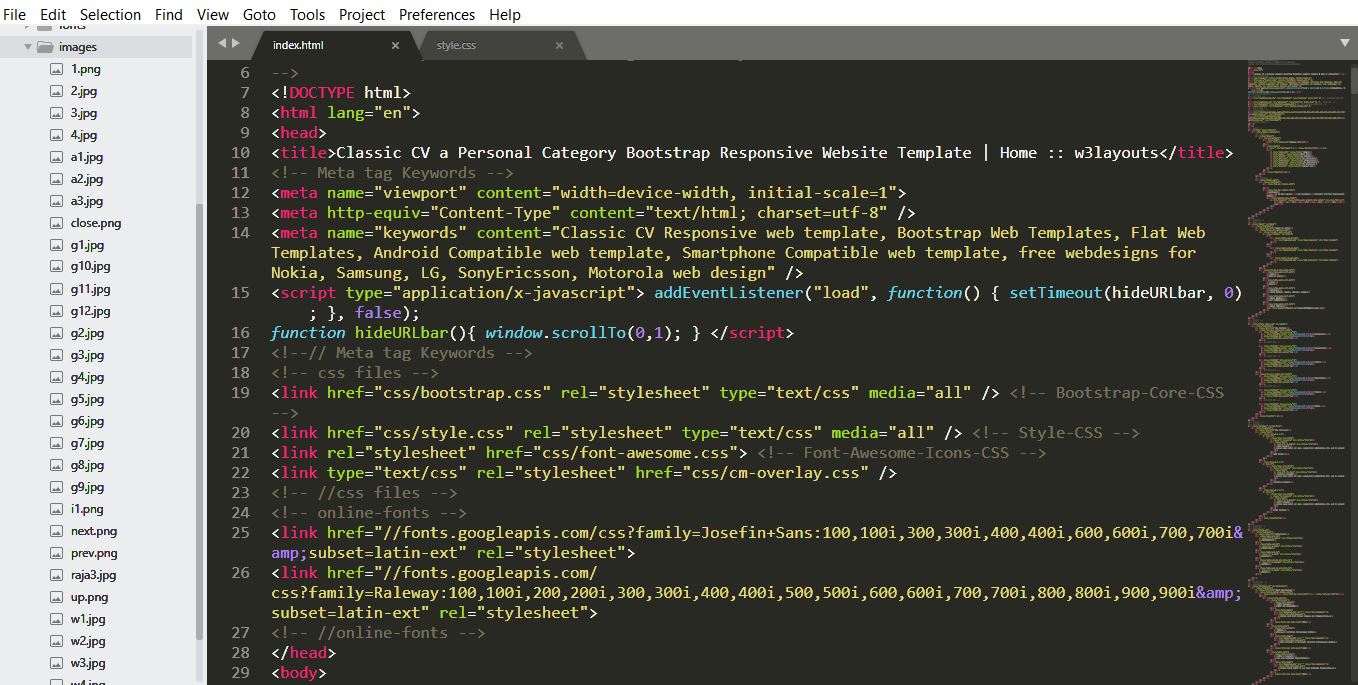 File Edit Selection Find View Goto Tools Project Preferences Help
fonts
images
1.png
2.jpg
3.jpg
4.jpg
a1.jpg
a2.jpg
a3.jpg
close.png
g1.jpg
g10.jpg
g11.jpg
g12.jpg
g2.jpg
g3.jpg
g4.jpg
g5.jpg
g6.jpg
g7.jpg
g8.jpg
g9.jpg
i1.png
next.png
prev.png
raja3.jpg
up.png
w1.jpg
w2.jpg
w3.jpg
w4.jpg
index.html
style.css
6 -->
7 <!DOCTYPE html>
8 <html lang="en">
9 <head>
10 <title>Classic CV a Personal Category Bootstrap Responsive Website Template | Home :: w3layouts</title>
11 <!-- Meta tag Keywords -->
12 <meta name="viewport" content="width=device-width, initial-scale=1">
13 <meta http-equiv="Content-Type" content="text/html; charset=utf-8" />
14 <meta name="keywords" content="Classic CV Responsive web template, Bootstrap Web Templates, Flat Web
Templates, Android Compatible web template, Smartphone Compatible web template, free webdesigns for
Nokia, Samsung, LG, SonyEricsson, Motorola web design" />
15 <script type="application/x-javascript"> addEventListener("load", function() { setTimeout(hideURLbar, 0)
; }, false);
16 function hideURLbar(){ window.scrollTo(0,1); } </script>
17 <!--// Meta tag Keywords -->
18 <!-- css files -->
19 <link href="css/bootstrap.css" rel="stylesheet" type="text/css" media="all" /> <!-- Bootstrap-Core-CSS
-->
20 <link href="css/style.css" rel="stylesheet" type="text/css" media="all" /> <!-- Style-CSS -->
21 <link rel="stylesheet" href="css/font-awesome.css"> <!-- Font-Awesome-Icons-CSS -->
22 <link type="text/css" rel="stylesheet" href="css/cm-overlay.css" />
23 <!-- //css files -->
24 <!-- online-fonts -->
25 <link href="//fonts.googleapis.com/css?family=Josefin+Sans:100,100i,300,300i,400,400i,600,600i,700,700i&
amp;subset=latin-ext" rel="stylesheet">
26 <link href="//fonts.googleapis.com/
css?family=Raleway:100,100i,200,200i,300,300i,400,400i,500,500i,600,600i,700,700i,800,800i,900,900i&amp;
subset=latin-ext" rel="stylesheet">
27 <!-- //online-fonts -->
28 </head>
29 <body>